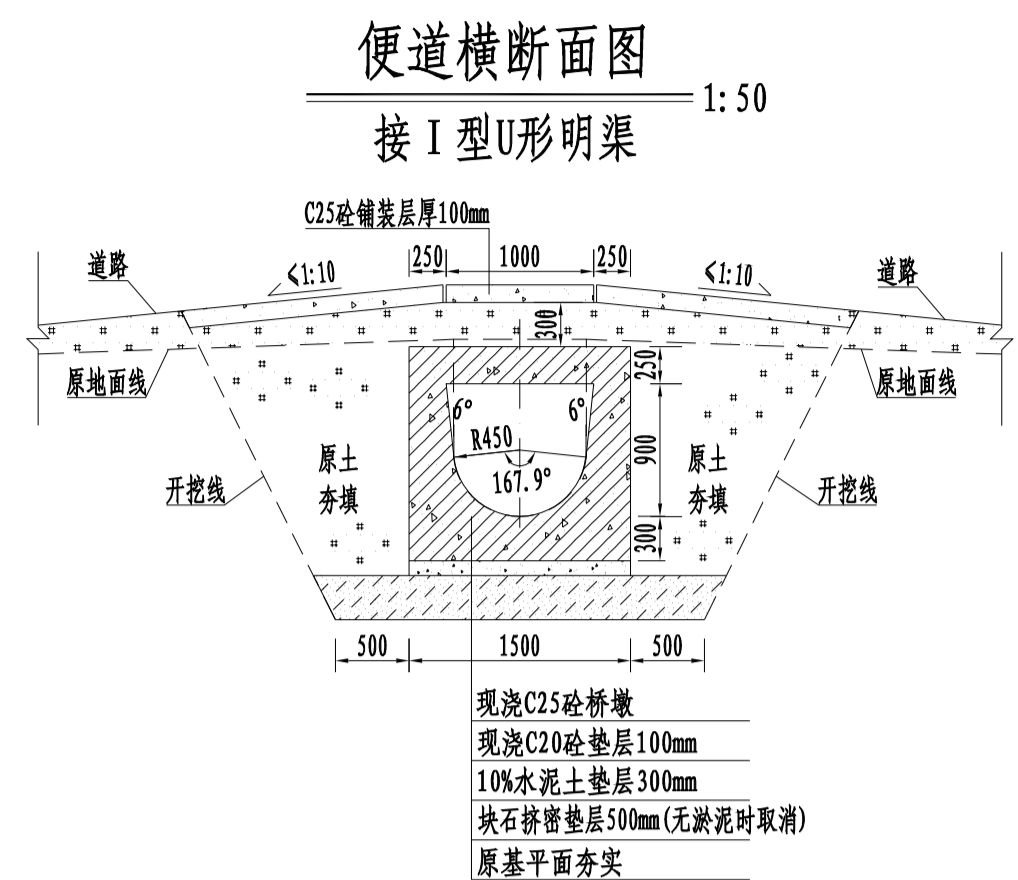 便道横断面图
1:50
接Ⅰ型U形明渠
C25砼铺装层厚100mm
250
1000
250
道路
≤1:10
≤1:10
道路
300
原地面线
250
原地面线
6°
6°
R450
900
167.9°
原土
夯填
原土
夯填
开挖线
开挖线
300
500
1500
500
现浇C25砼桥墩
现浇C20砼垫层100mm
10%水泥土垫层300mm
块石挤密垫层500mm(无淤泥时取消)
原基平面夯实